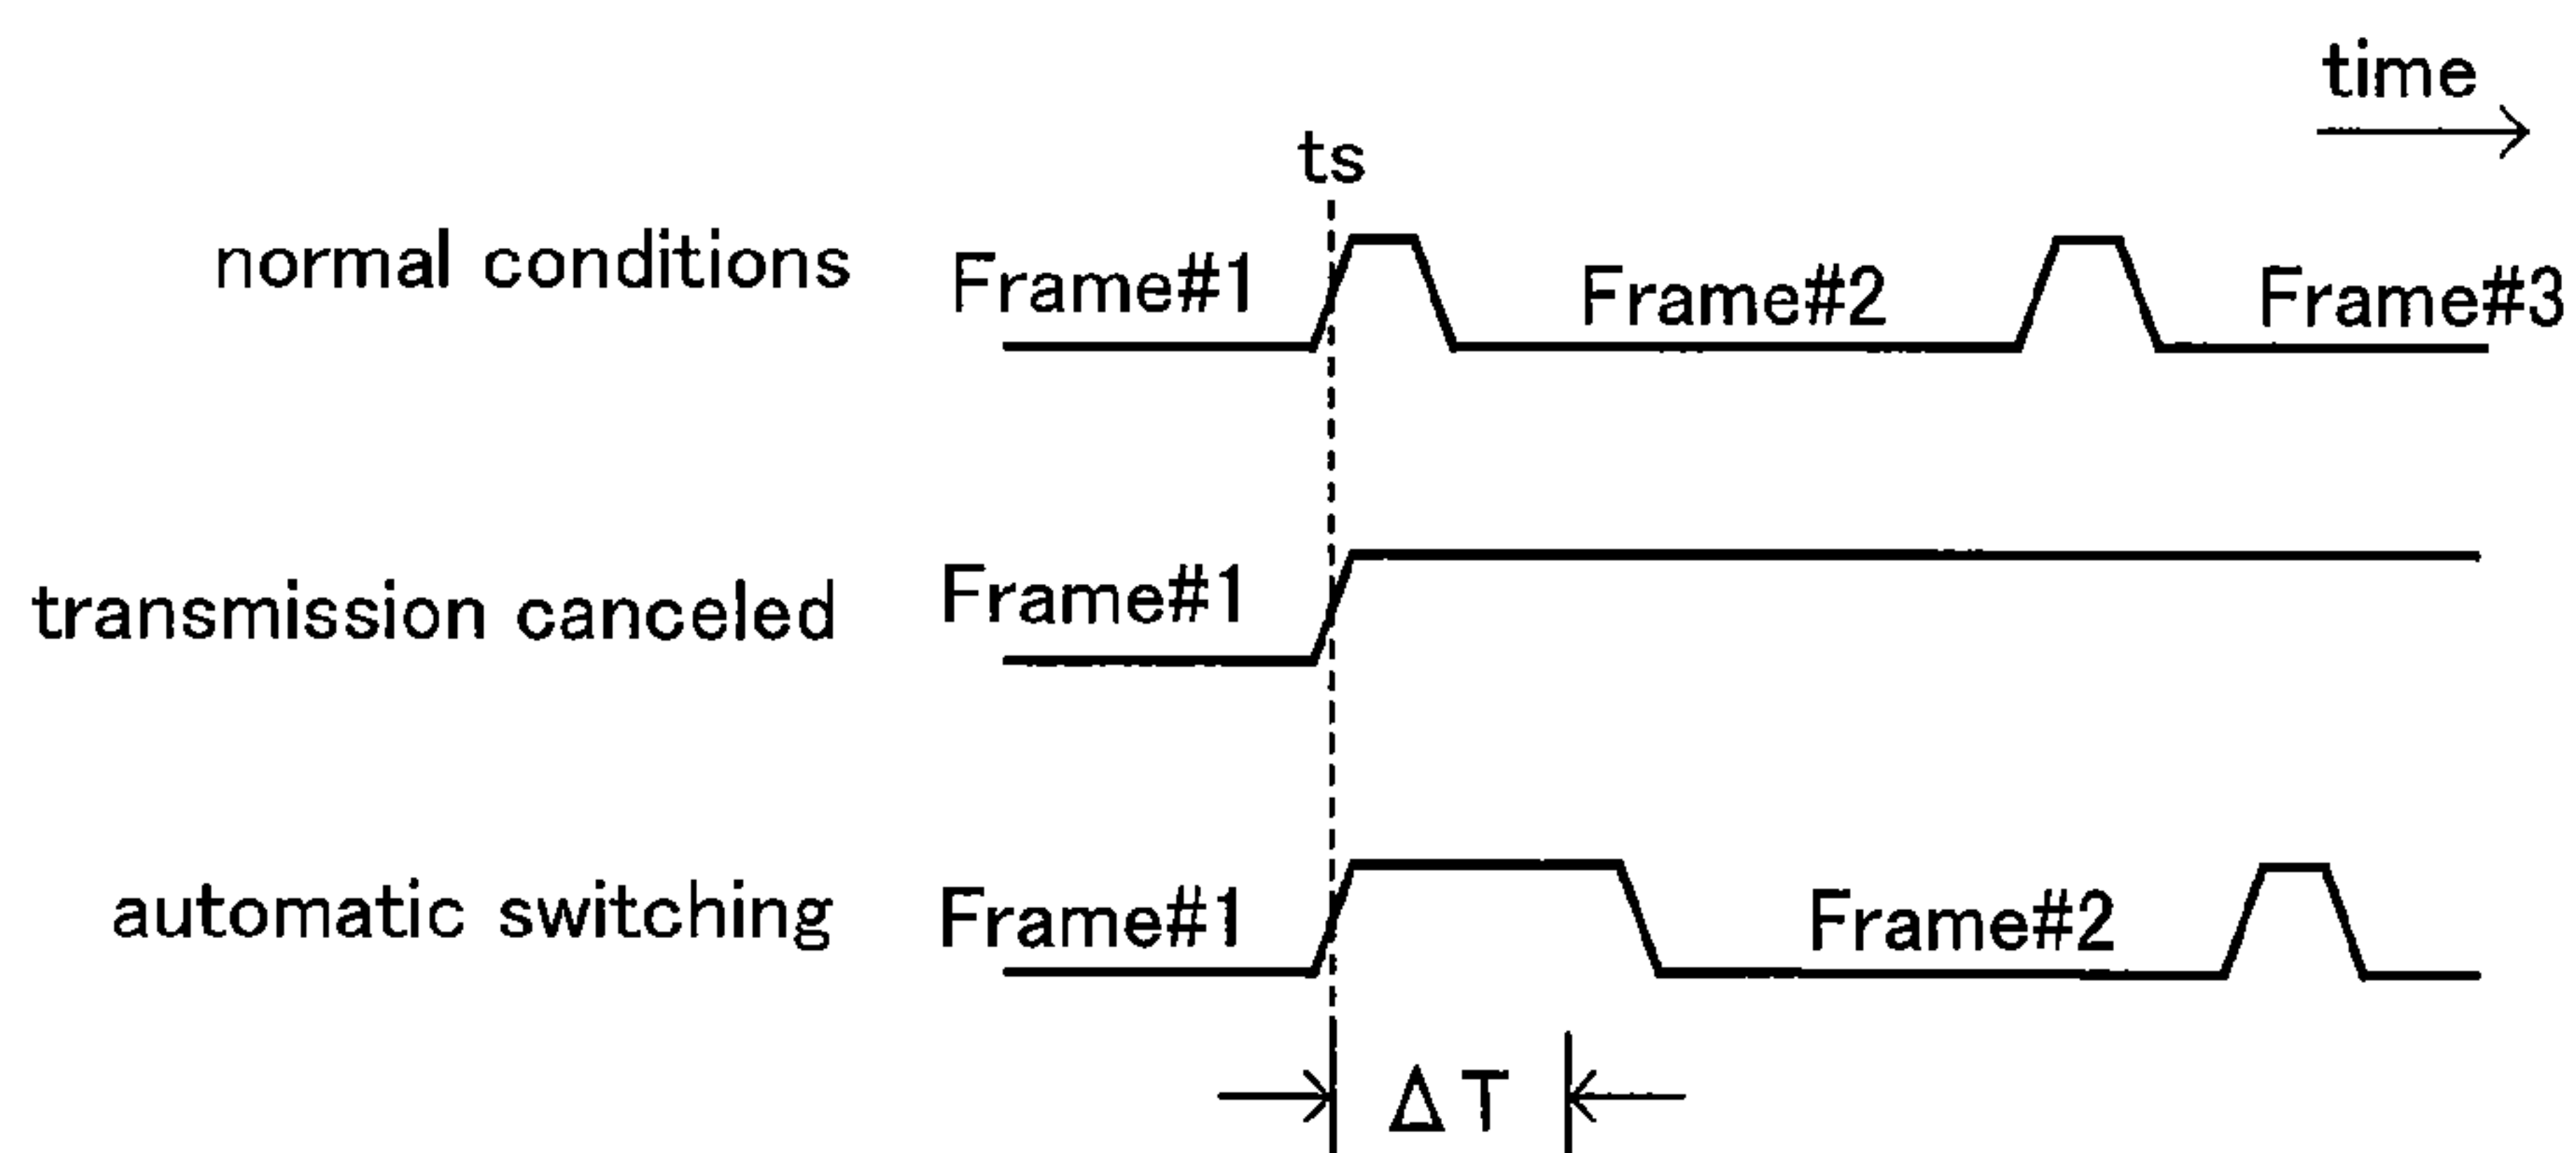 time
ts
normal conditions
Frame#1
Frame#2
Frame#3
transmission canceled
Frame#1
automatic switching
Frame#1
Frame#2
ΔT